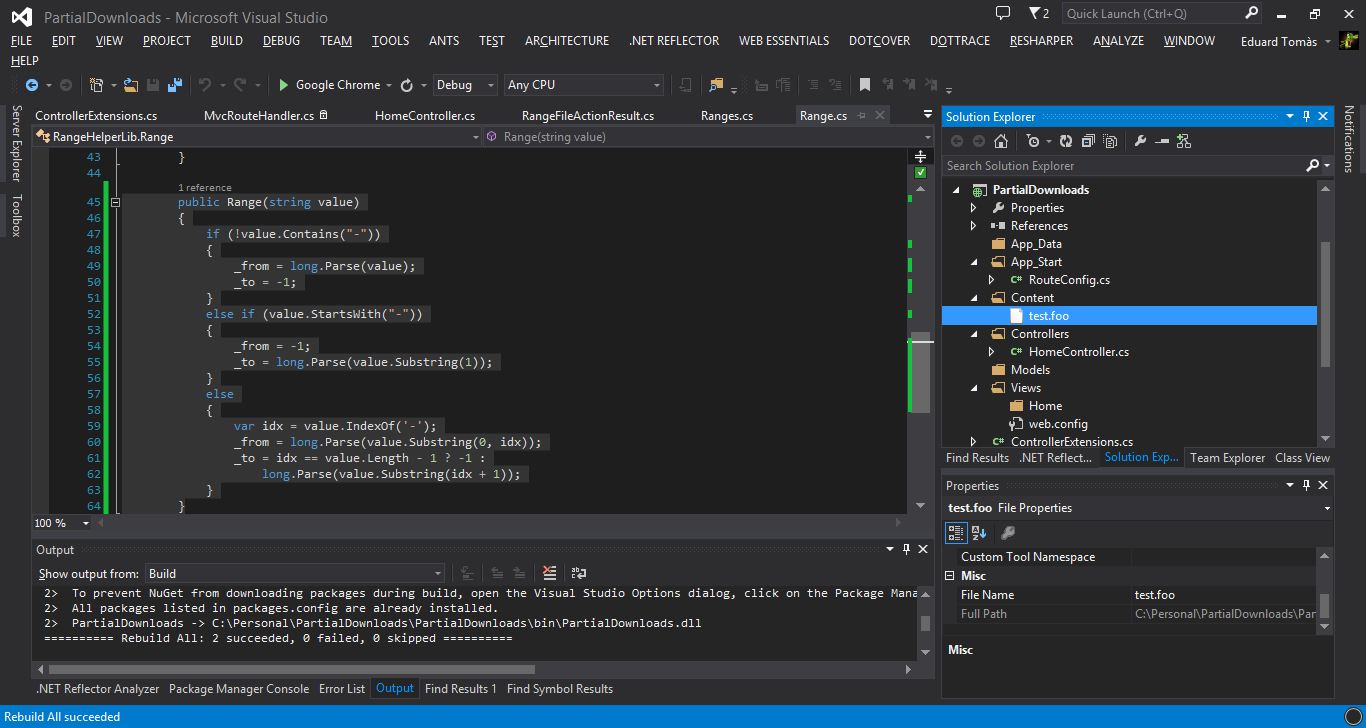 PartialDownloads - Microsoft Visual Studio
2
Quick Launch (Ctrl+Q)
FILE EDIT VIEW PROJECT BUILD DEBUG TEAM TOOLS ANTS TEST ARCHITECTURE .NET REFLECTOR WEB ESSENTIALS DOTCOVER DOTTRACE RESHARPER ANALYZE WINDOW Eduard Tomàs
HELP
Google Chrome Debug Any CPU
Server Explorer
Toolbox
ControllerExtensions.cs MvcRouteHandler.cs HomeController.cs RangeFileActionResult.cs Ranges.cs Range.cs
RangeHelperLib.Range Range(string value)
43 }
44
1 reference
45 public Range(string value)
46 {
47 if (!value.Contains("-"))
48 {
49 _from = long.Parse(value);
50 _to = -1;
51 }
52 else if (value.StartsWith("-"))
53 {
54 _from = -1;
55 _to = long.Parse(value.Substring(1));
56 }
57 else
58 {
59 var idx = value.IndexOf('-');
60 _from = long.Parse(value.Substring(0, idx));
61 _to = idx == value.Length - 1 ? -1 :
62 long.Parse(value.Substring(idx + 1));
63 }
64 }
100 %
Output
Show output from: Build
2> To prevent NuGet from downloading packages during build, open the Visual Studio Options dialog, click on the Package Mana
2> All packages listed in packages.config are already installed.
2> PartialDownloads -> C:\Personal\PartialDownloads\PartialDownloads\bin\PartialDownloads.dll
========== Rebuild All: 2 succeeded, 0 failed, 0 skipped ==========
.NET Reflector Analyzer Package Manager Console Error List Output Find Results 1 Find Symbol Results
Solution Explorer
Search Solution Explorer
PartialDownloads
Properties
References
App_Data
App_Start
C# RouteConfig.cs
Content
test.foo
Controllers
C# HomeController.cs
Models
Views
Home
web.config
C# ControllerExtensions.cs
Find Results .NET Reflect... Solution Exp... Team Explorer Class View
Properties
test.foo File Properties
Custom Tool Namespace
Misc
File Name test.foo
Full Path C:\Personal\PartialDownloads\Par
Misc
Notifications
Rebuild All succeeded